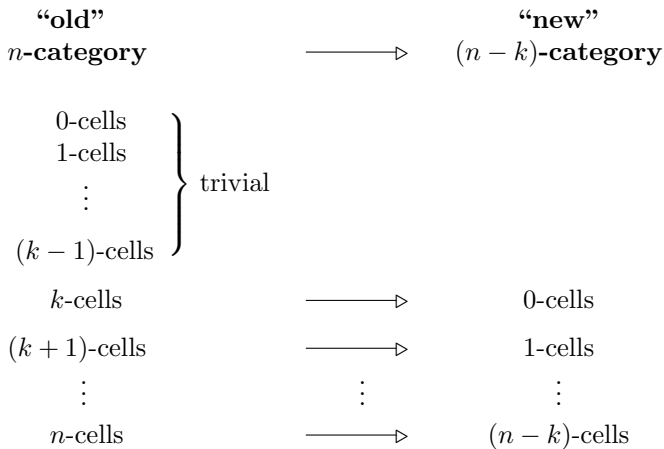 “old” “new”
n-category (n − k)-category
0-cells
1-cells
⋮ trivial
(k − 1)-cells
k-cells 0-cells
(k + 1)-cells 1-cells
⋮ ⋮ ⋮
n-cells (n − k)-cells